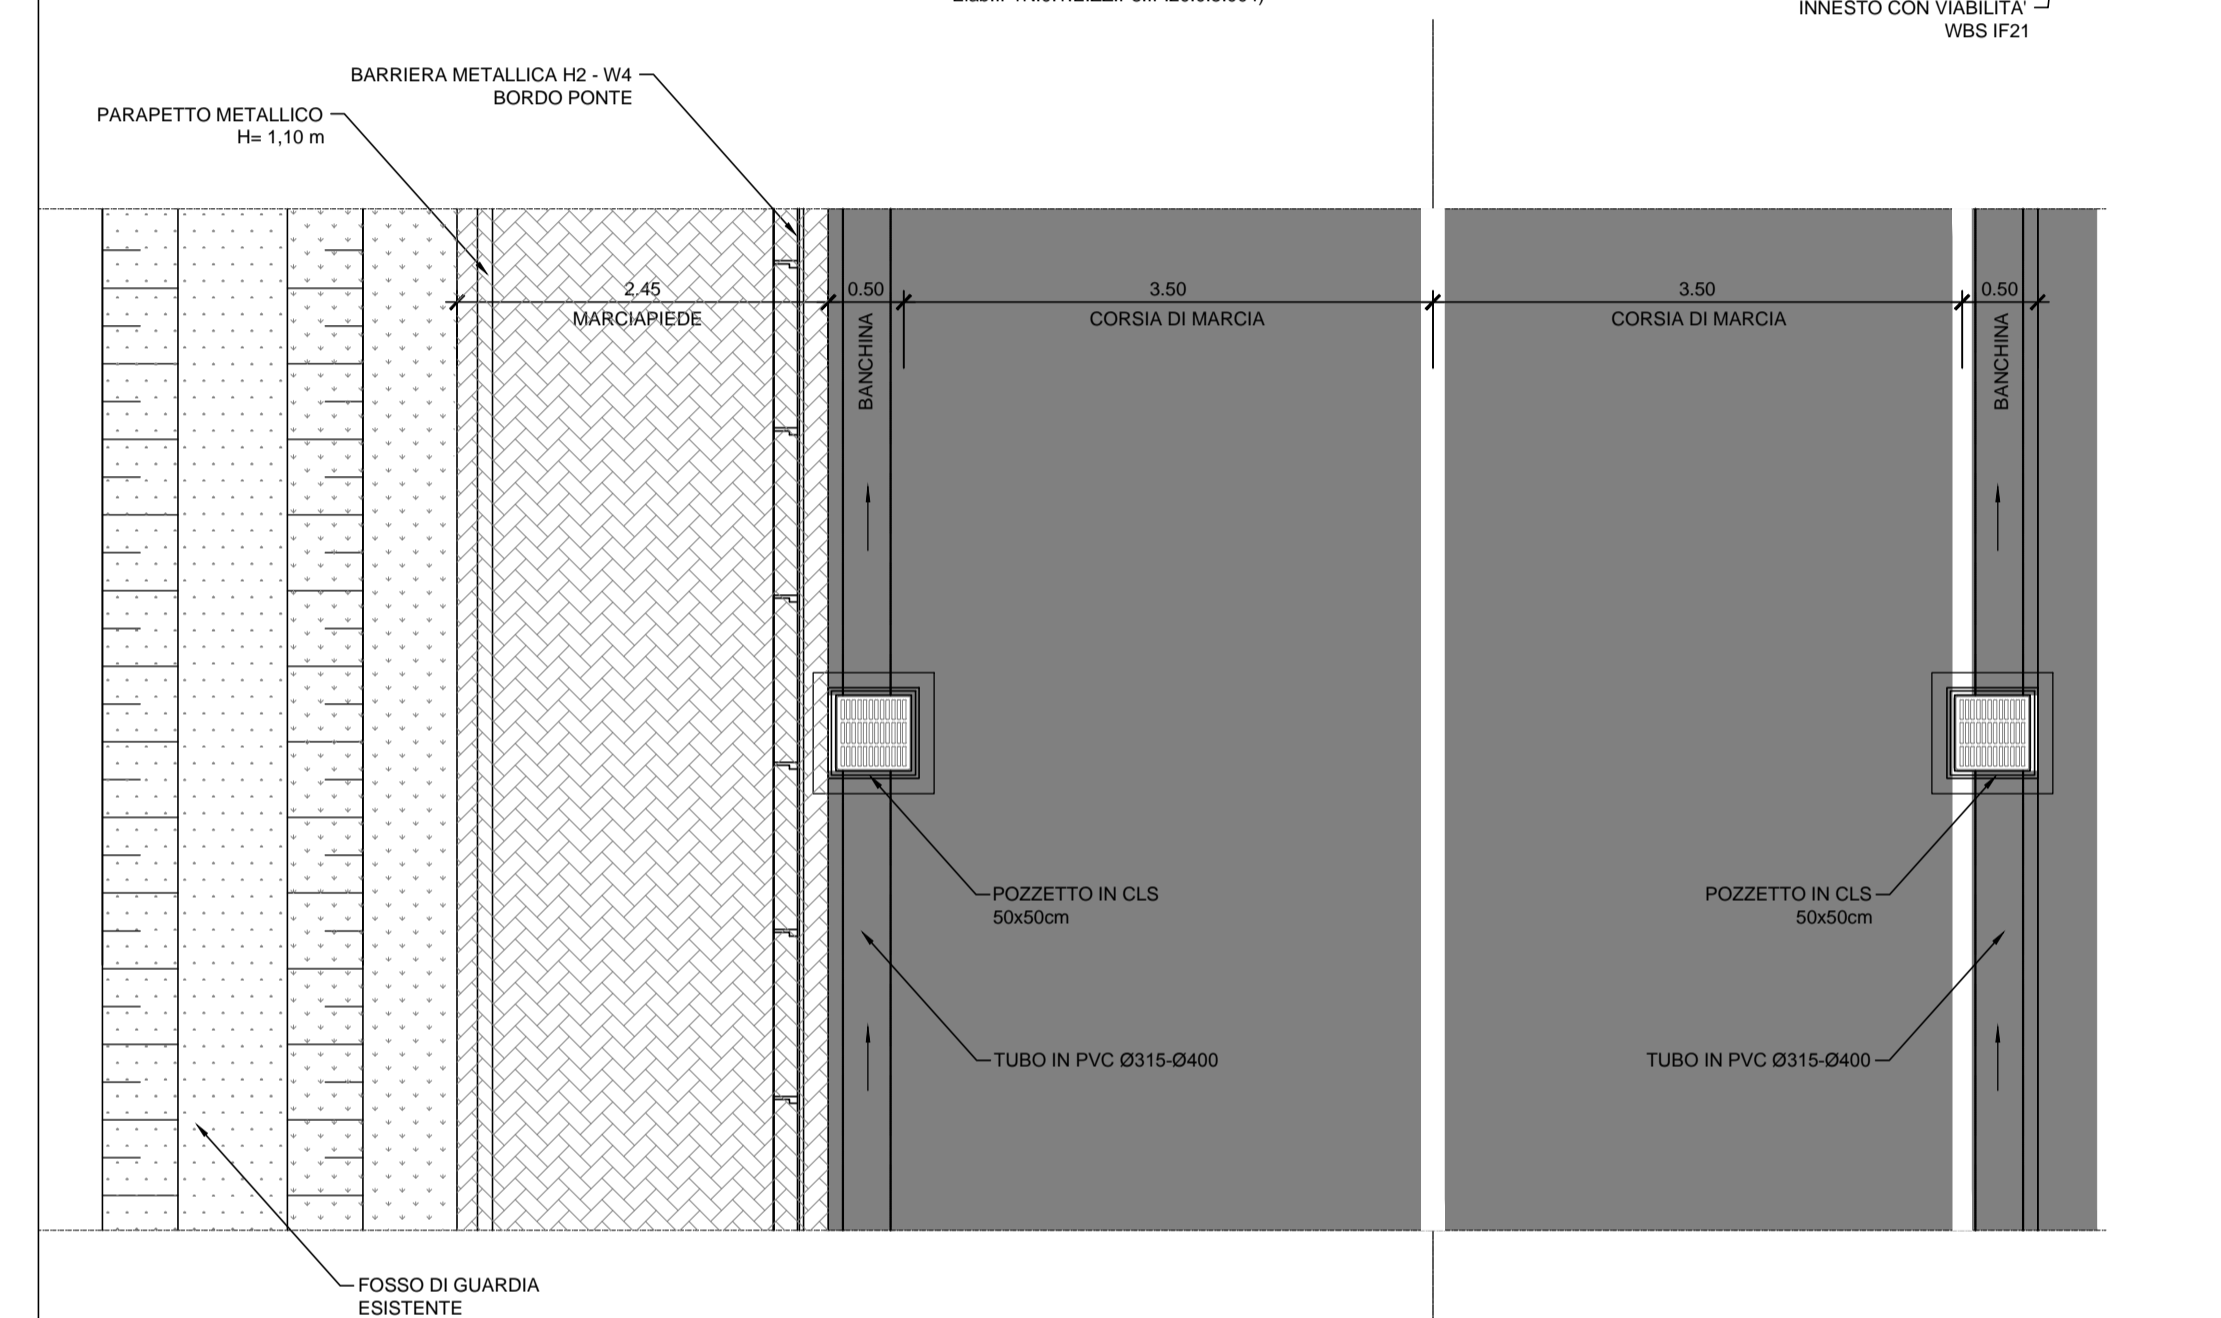 INNESTO CON VIABILITA'
WBS IF21
BARRIERA METALLICA H2 - W4
BORDO PONTE
PARAPETTO METALLICO
H= 1,10 m
2.45
0.50
3.50
3.50
0.50
MARCIAPIEDE
BANCHINA
CORSIA DI MARCIA
CORSIA DI MARCIA
BANCHINA
POZZETTO IN CLS
50x50cm
POZZETTO IN CLS
50x50cm
TUBO IN PVC Ø315-Ø400
TUBO IN PVC Ø315-Ø400
FOSSO DI GUARDIA
ESISTENTE